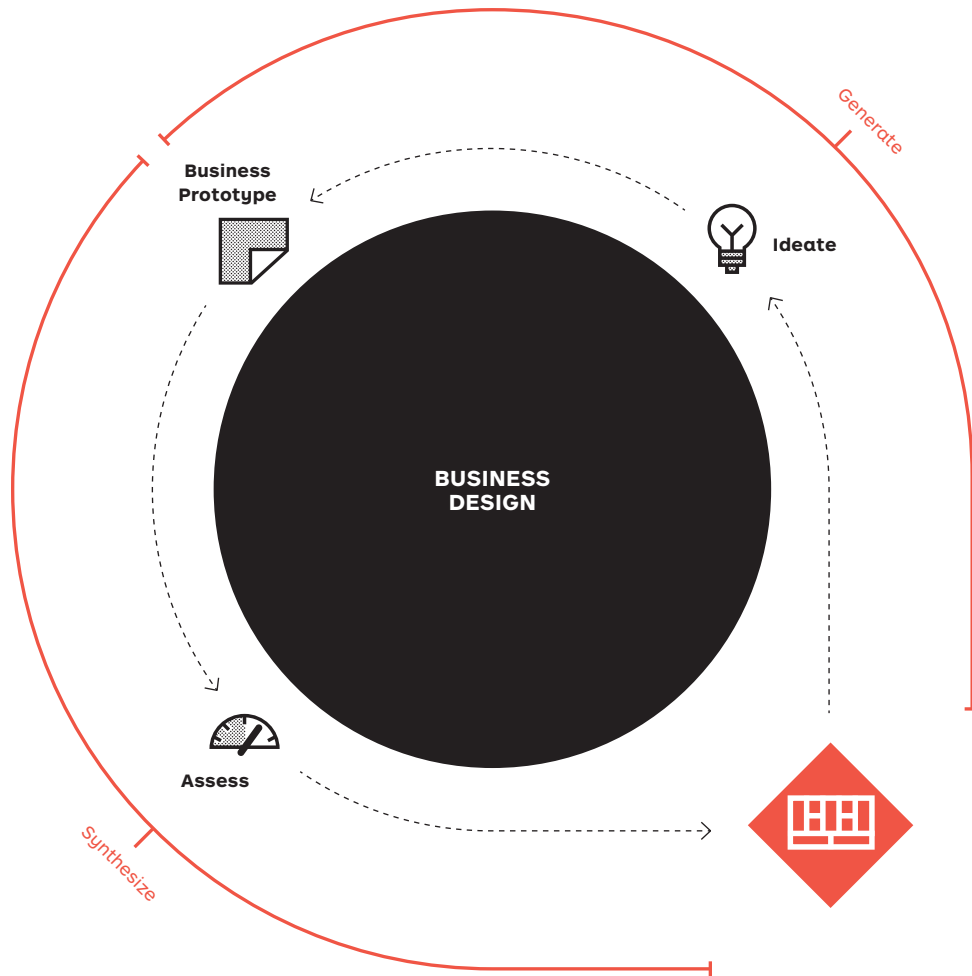 Generate
Business
Prototype
Ideate
BUSINESS
DESIGN
Assess
Synthesize